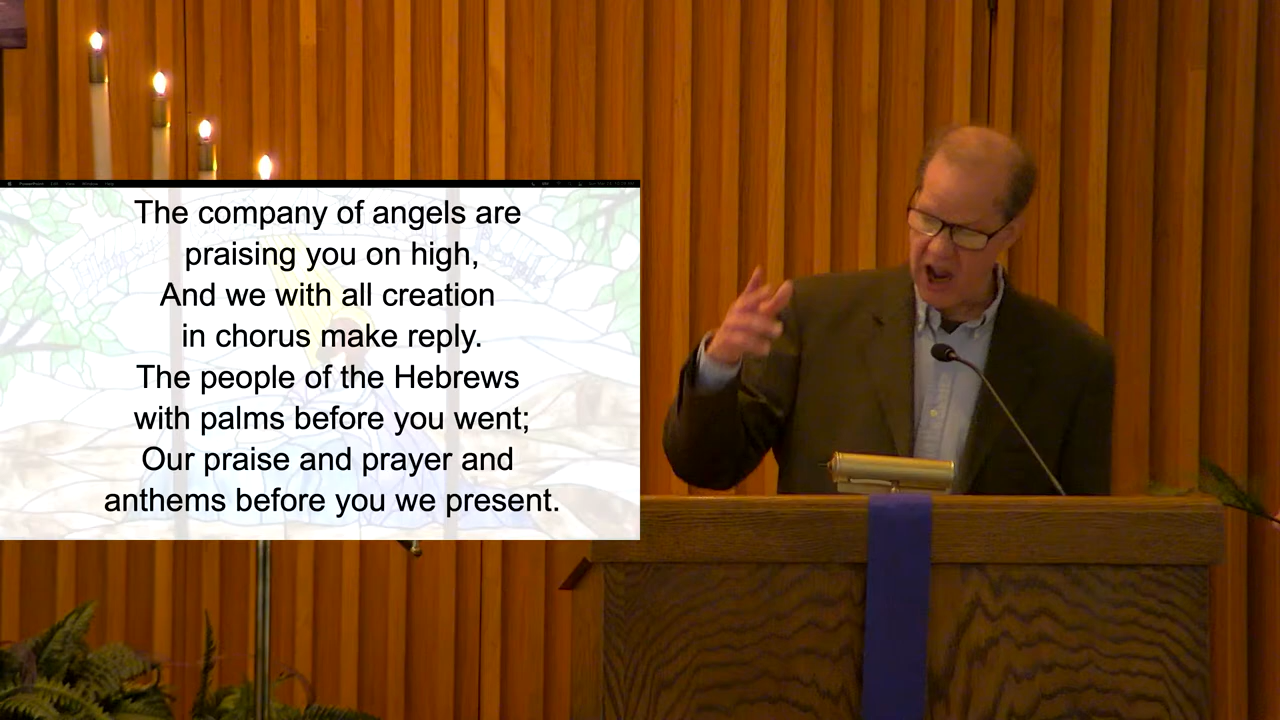 The company of angels are
praising you on high,
And we with all creation
in chorus make reply.
The people of the Hebrews
with palms before you went;
Our praise and prayer and
anthems before you we present.